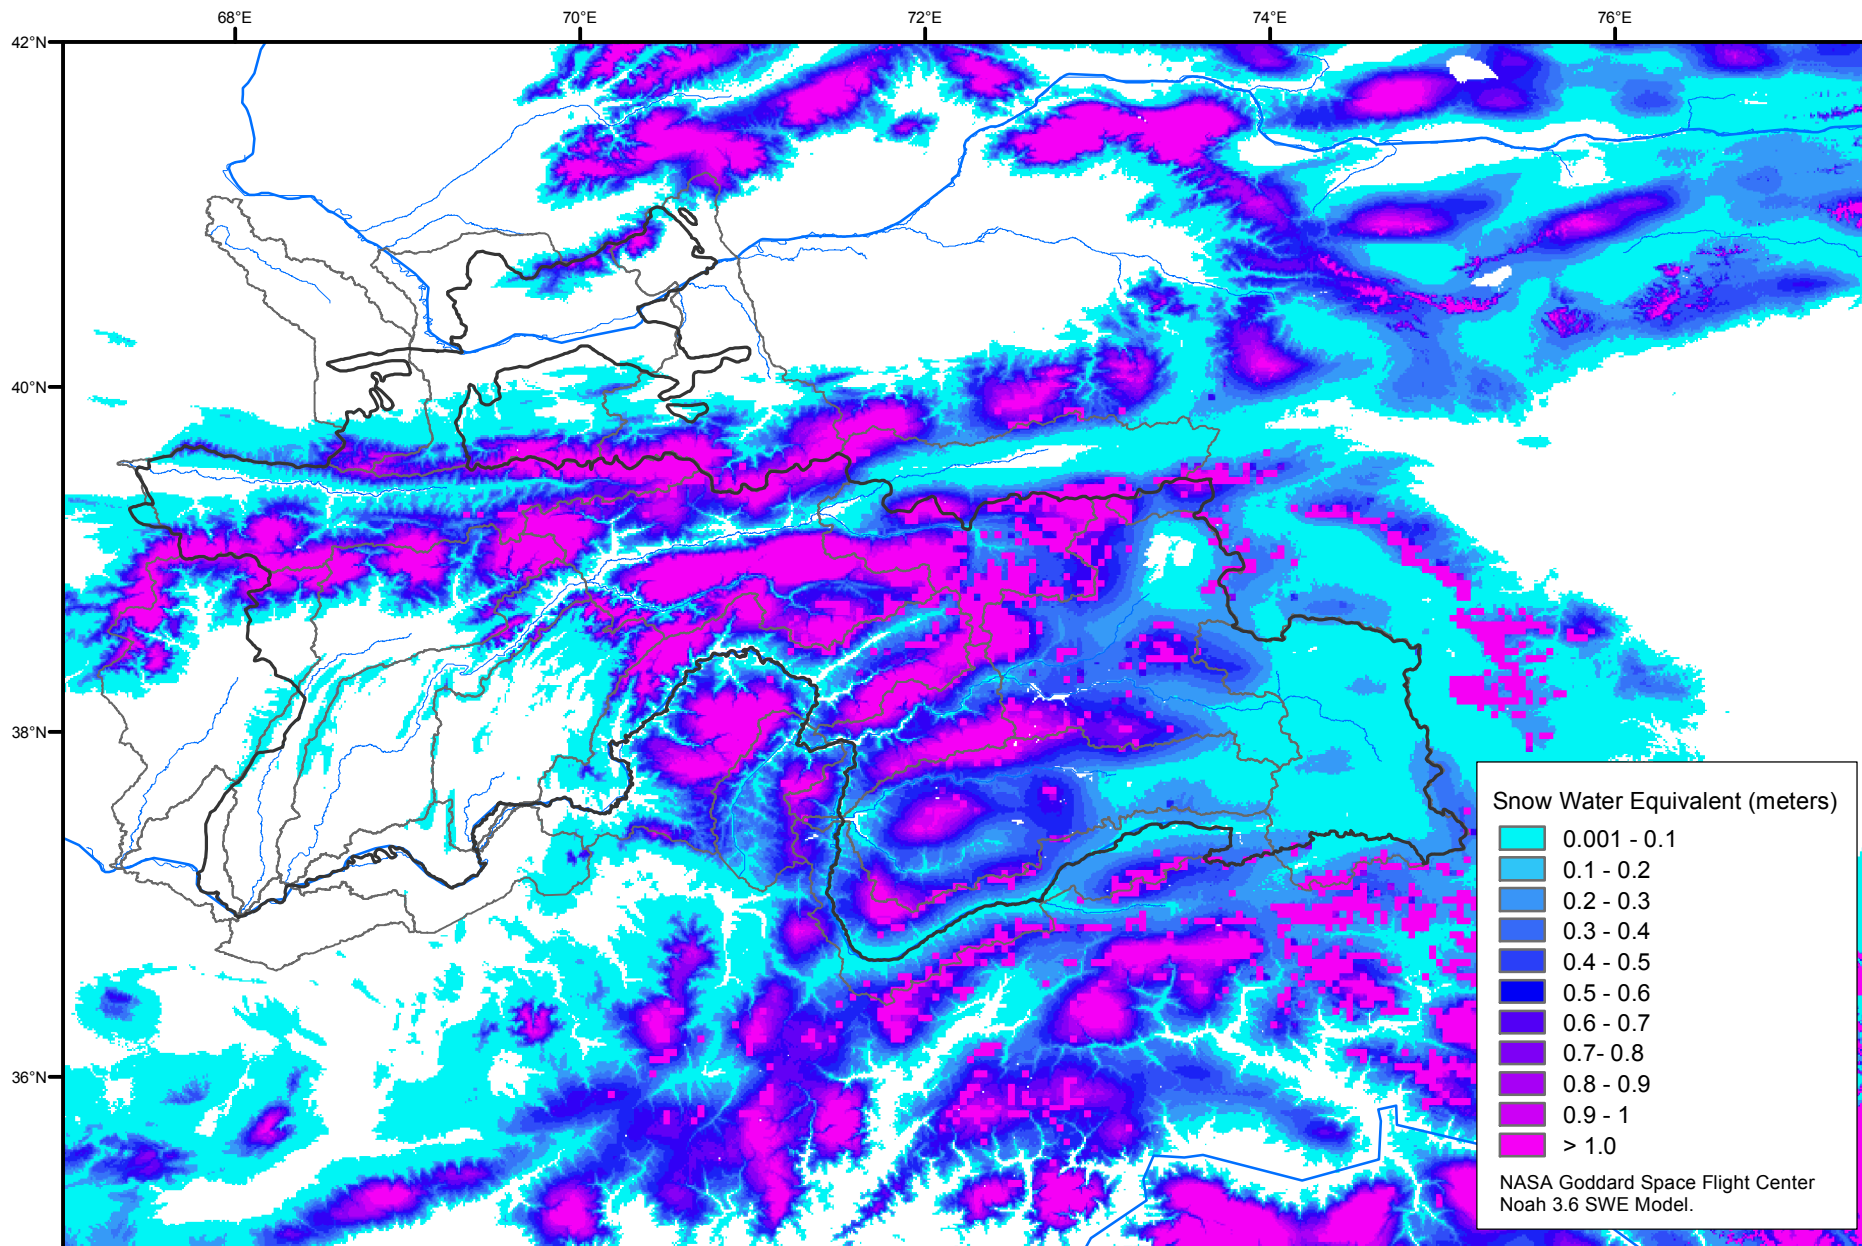 68°E 70°E 72°E 74°E 76°E
42°N
40°N
38°N
36°N
Snow Water Equivalent (meters)
0.001 - 0.1
0.1 - 0.2
0.2 - 0.3
0.3 - 0.4
0.4 - 0.5
0.5 - 0.6
0.6 - 0.7
0.7- 0.8
0.8 - 0.9
0.9 - 1
> 1.0
NASA Goddard Space Flight Center
Noah 3.6 SWE Model.